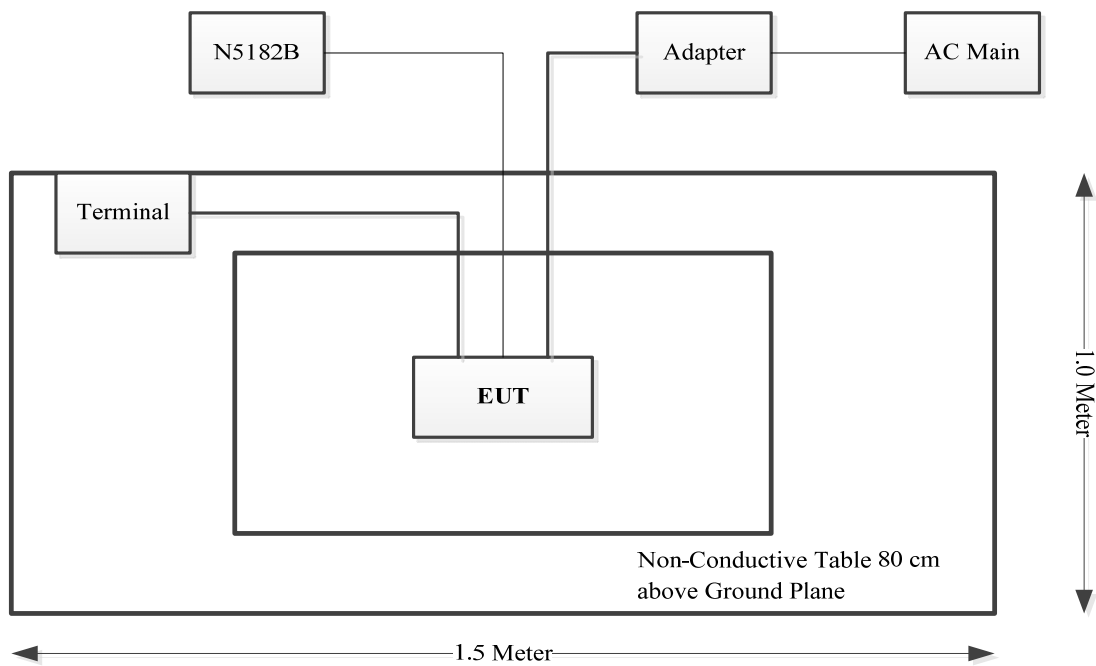 N5182B
Adapter
AC Main
Terminal
EUT
1.0 Meter
Non-Conductive Table 80 cm
above Ground Plane
1.5 Meter